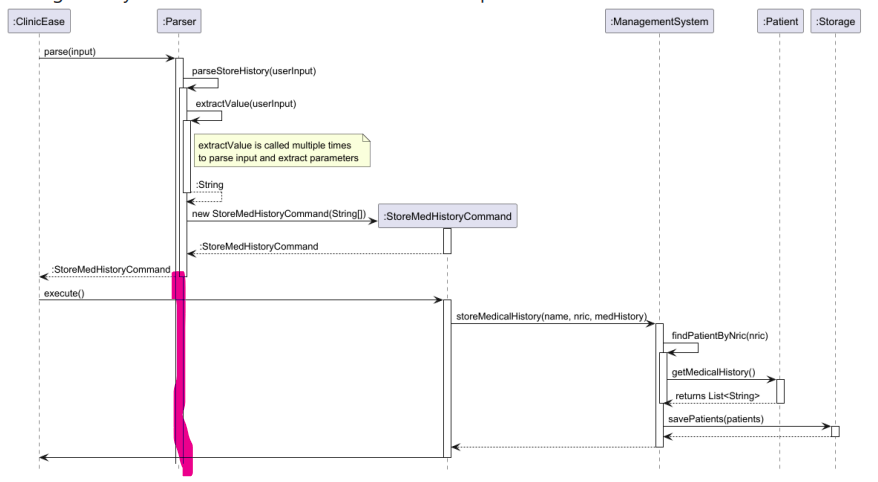 :ClinicEase
:Parser
:ManagementSystem
:Patient
:Storage
parse(input)
parseStoreHistory(userInput)
extractValue(userInput)
extractValue is called multiple times
to parse input and extract parameters
:String
new StoreMedHistoryCommand(String[])
:StoreMedHistoryCommand
:StoreMedHistoryCommand
:StoreMedHistoryCommand
execute()
storeMedicalHistory(name, nric, medHistory)
findPatientByNric(nric)
getMedicalHistory()
returns List<String>
savePatients(patients)